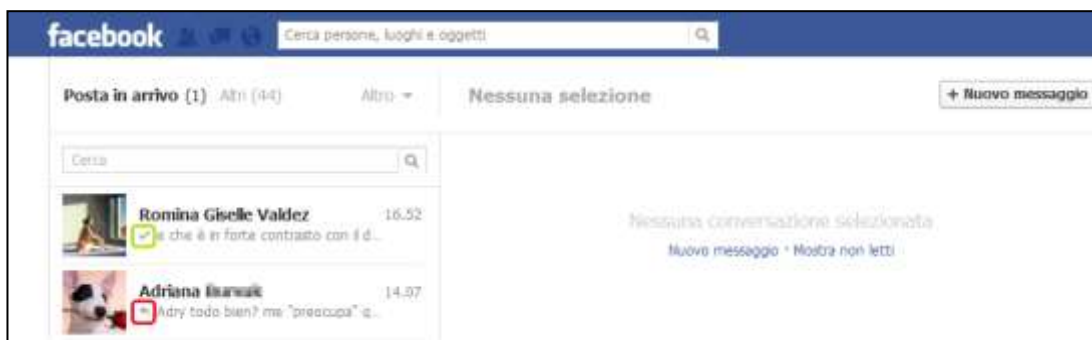 facebook Cerca persone, luoghi e oggetti
Posta in arrivo (1) Altri (44) Altro Nessuna selezione + Nuovo messaggio
Cerca
Romina Giselle Valdez 16.52
e che è in forte contrasto con il d...
Nessuna conversazione selezionata
Nuovo messaggio · Mostra non letti
Adriana 14.07
Adry todo bien? me "preocupa" q...